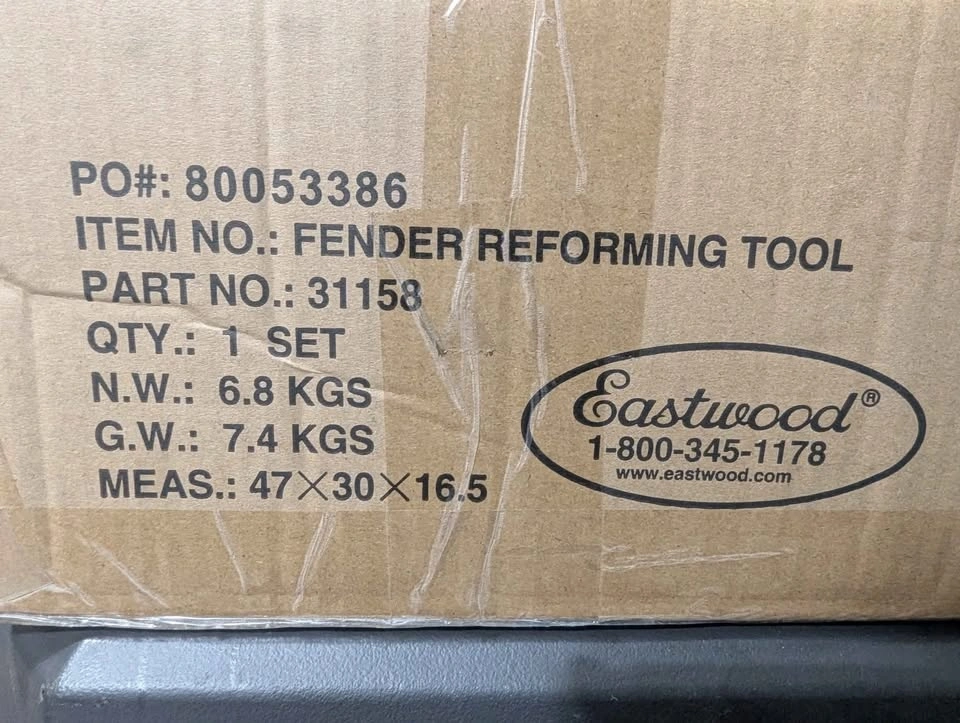 PO#: 80053386
ITEM NO.: FENDER REFORMING TOOL
PART NO.: 31158
QTY.: 1 SET
N.W.: 6.8 KGS
G.W.: 7.4 KGS
MEAS.: 47×30×16.5
Eastwood®
1-800-345-1178
www.eastwood.com